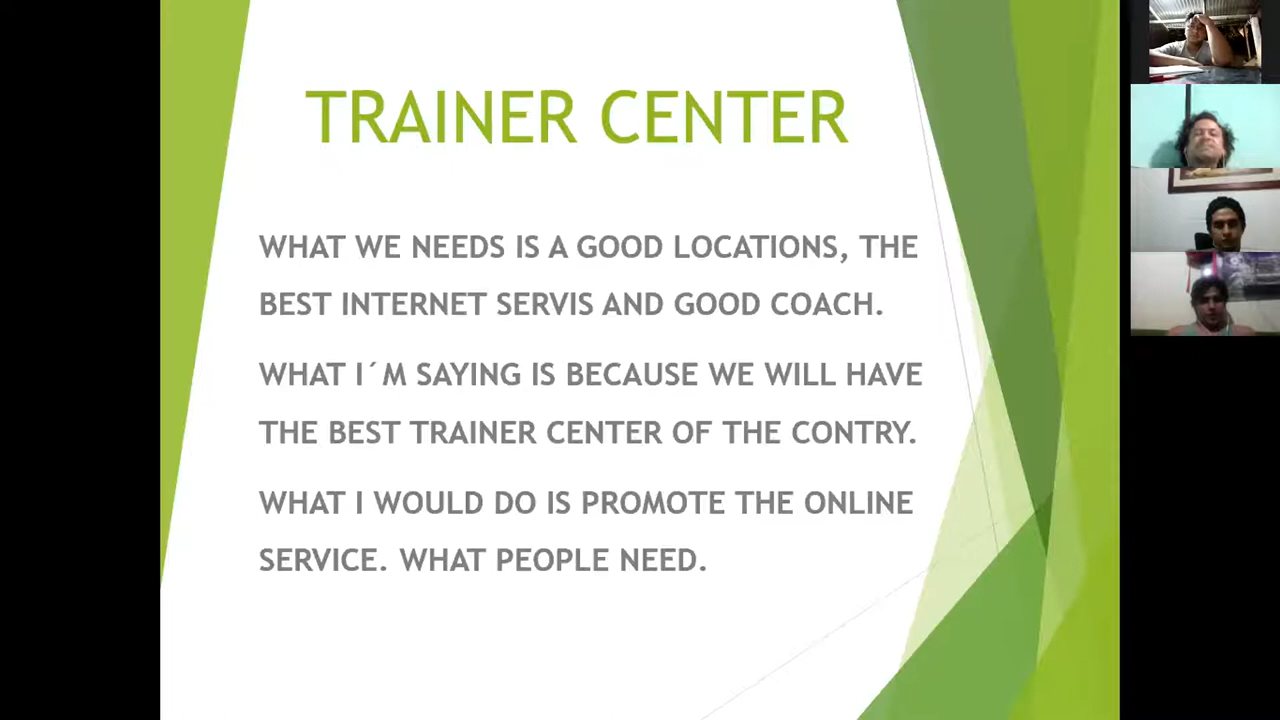 TRAINER CENTER
WHAT WE NEEDS IS A GOOD LOCATIONS, THE
BEST INTERNET SERVIS AND GOOD COACH.
WHAT I´M SAYING IS BECAUSE WE WILL HAVE
THE BEST TRAINER CENTER OF THE CONTRY.
WHAT I WOULD DO IS PROMOTE THE ONLINE
SERVICE. WHAT PEOPLE NEED.